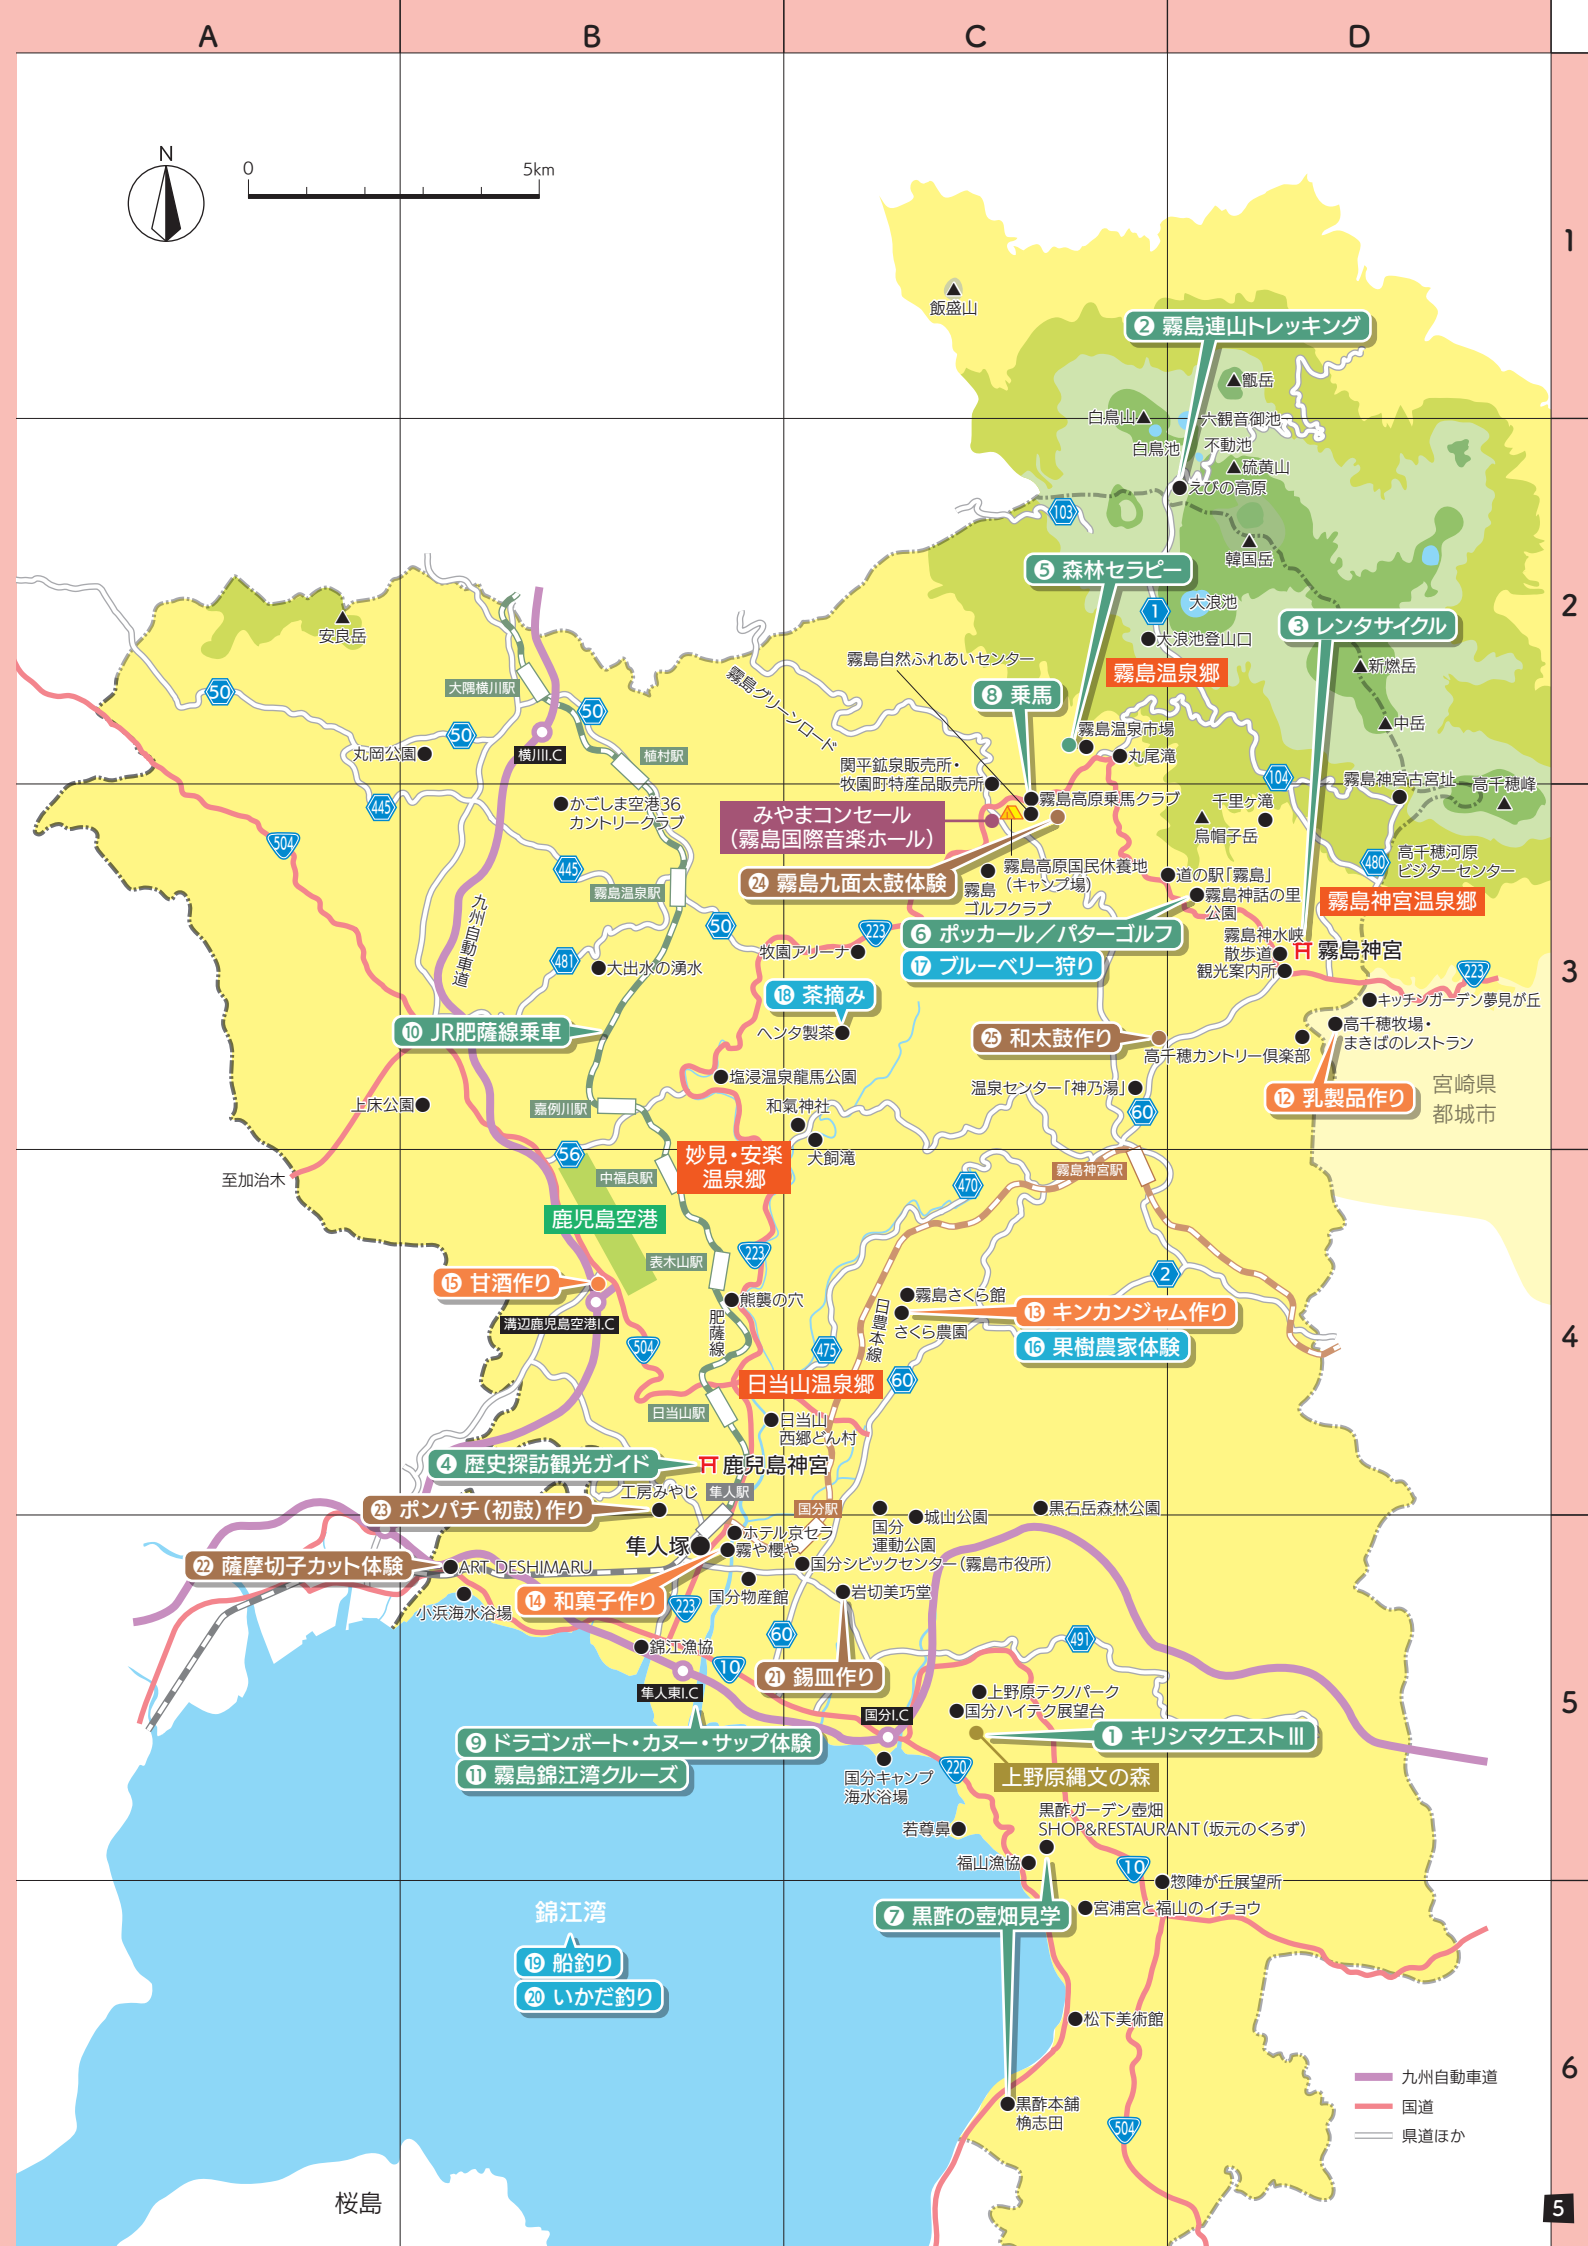 A
B
C
D
N
0
5km
1
飯盛山
❷ 霧島連山トレッキング
甑岳
白鳥山
六観音御池
白鳥池
不動池
硫黄山
えびの高原
103
韓国岳
❺ 森林セラピー
1
大浪池
2
大浪池登山口
❸ レンタサイクル
安良岳
霧島自然ふれあいセンター
霧島温泉郷
新燃岳
大隅横川駅
50
50
50
霧島グリーンロード
❽ 乗馬
中岳
丸岡公園
横川I.C
植村駅
霧島温泉市場
丸尾滝
関平鉱泉販売所・
牧園町特産品販売所
104
霧島神宮古宮址
高千穂峰
445
かごしま空港36
カントリークラブ
霧島高原乗馬クラブ
千里ヶ滝
みやまコンセール
(霧島国際音楽ホール)
烏帽子岳
504
445
霧島温泉駅
㉔ 霧島九面太鼓体験
霧島高原国民休養地
(キャンプ場)
霧島
ゴルフクラブ
480
高千穂河原
ビジターセンター
道の駅「霧島」
霧島神話の里
公園
霧島神宮温泉郷
九州自動車道
50
223
❻ ポッカール／パターゴルフ
⓱ ブルーベリー狩り
霧島神水峡
散歩道
霧島神宮
観光案内所
481
大出水の湧水
牧園アリーナ
3
223
⓲ 茶摘み
キッチンガーデン夢見が丘
❿ JR肥薩線乗車
ヘンタ製茶
㉕ 和太鼓作り
高千穂牧場・
まきばのレストラン
高千穂カントリー倶楽部
塩浸温泉龍馬公園
温泉センター「神乃湯」
⓬ 乳製品作り
宮崎県
都城市
上床公園
嘉例川駅
和氣神社
60
56
犬飼滝
妙見・安楽
温泉郷
至加治木
中福良駅
霧島神宮駅
470
鹿児島空港
表木山駅
223
2
⓯ 甘酒作り
熊襲の穴
霧島さくら館
⓭ キンカンジャム作り
溝辺鹿児島空港I.C
肥薩線
日豊本線
さくら農園
⓰ 果樹農家体験
4
504
475
60
日当山温泉郷
日当山駅
日当山
西郷どん村
❹ 歴史探訪観光ガイド
鹿兒島神宮
工房みやじ
隼人駅
㉓ ポンパチ(初鼓)作り
国分駅
国分
運動公園
城山公園
黒石岳森林公園
隼人塚
ホテル京セラ
霧や櫻や
㉒ 薩摩切子カット体験
ART DESHIMARU
国分シビックセンター(霧島市役所)
小浜海水浴場
⓮ 和菓子作り
223
国分物産館
岩切美巧堂
60
491
錦江漁協
10
㉑ 錫皿作り
隼人東I.C
国分I.C
上野原テクノパーク
国分ハイテク展望台
5
❾ ドラゴンボート・カヌー・サップ体験
❶ キリシマクエストⅢ
⓫ 霧島錦江湾クルーズ
国分キャンプ
海水浴場
220
上野原縄文の森
黒酢ガーデン壺畑
SHOP&RESTAURANT(坂元のくろず)
若尊鼻
福山漁協
10
惣陣が丘展望所
錦江湾
❼ 黒酢の壺畑見学
宮浦宮と福山のイチョウ
⓳ 船釣り
⓴ いかだ釣り
松下美術館
6
九州自動車道
国道
県道ほか
黒酢本舗
桷志田
504
桜島
5